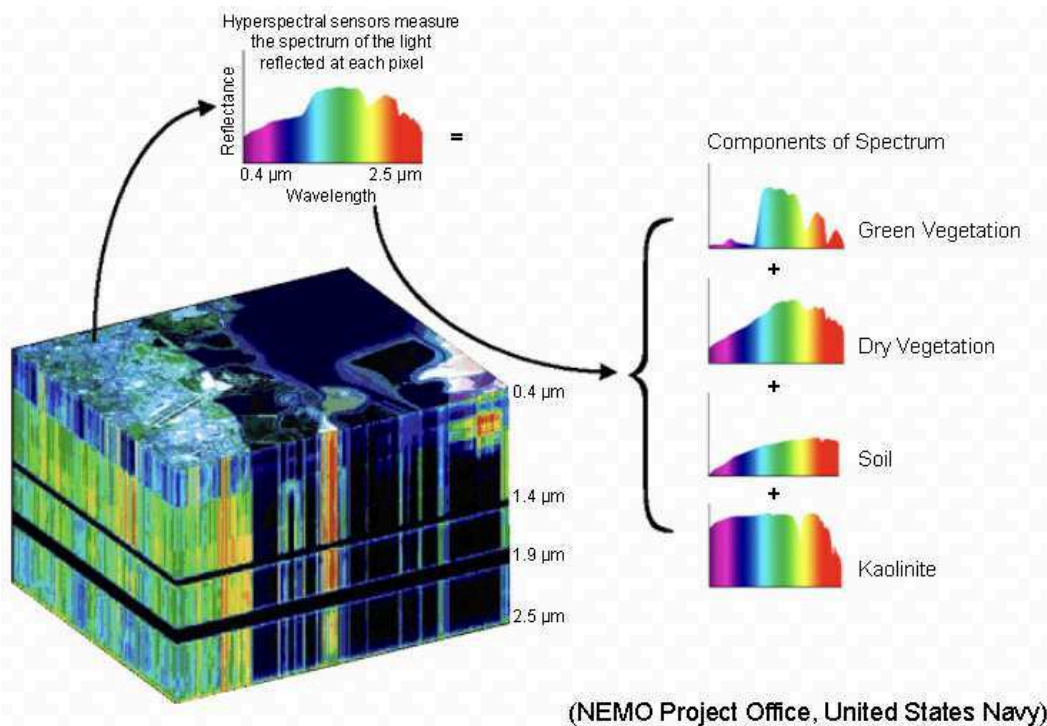 Hyperspectral sensors measure
the spectrum of the light
reflected at each pixel
Reflectance
=
0.4 µm
2.5 µm
Wavelength
Components of Spectrum
Green Vegetation
+
Dry Vegetation
+
Soil
+
Kaolinite
0.4 µm
1.4 µm
1.9 µm
2.5 µm
(NEMO Project Office, United States Navy)